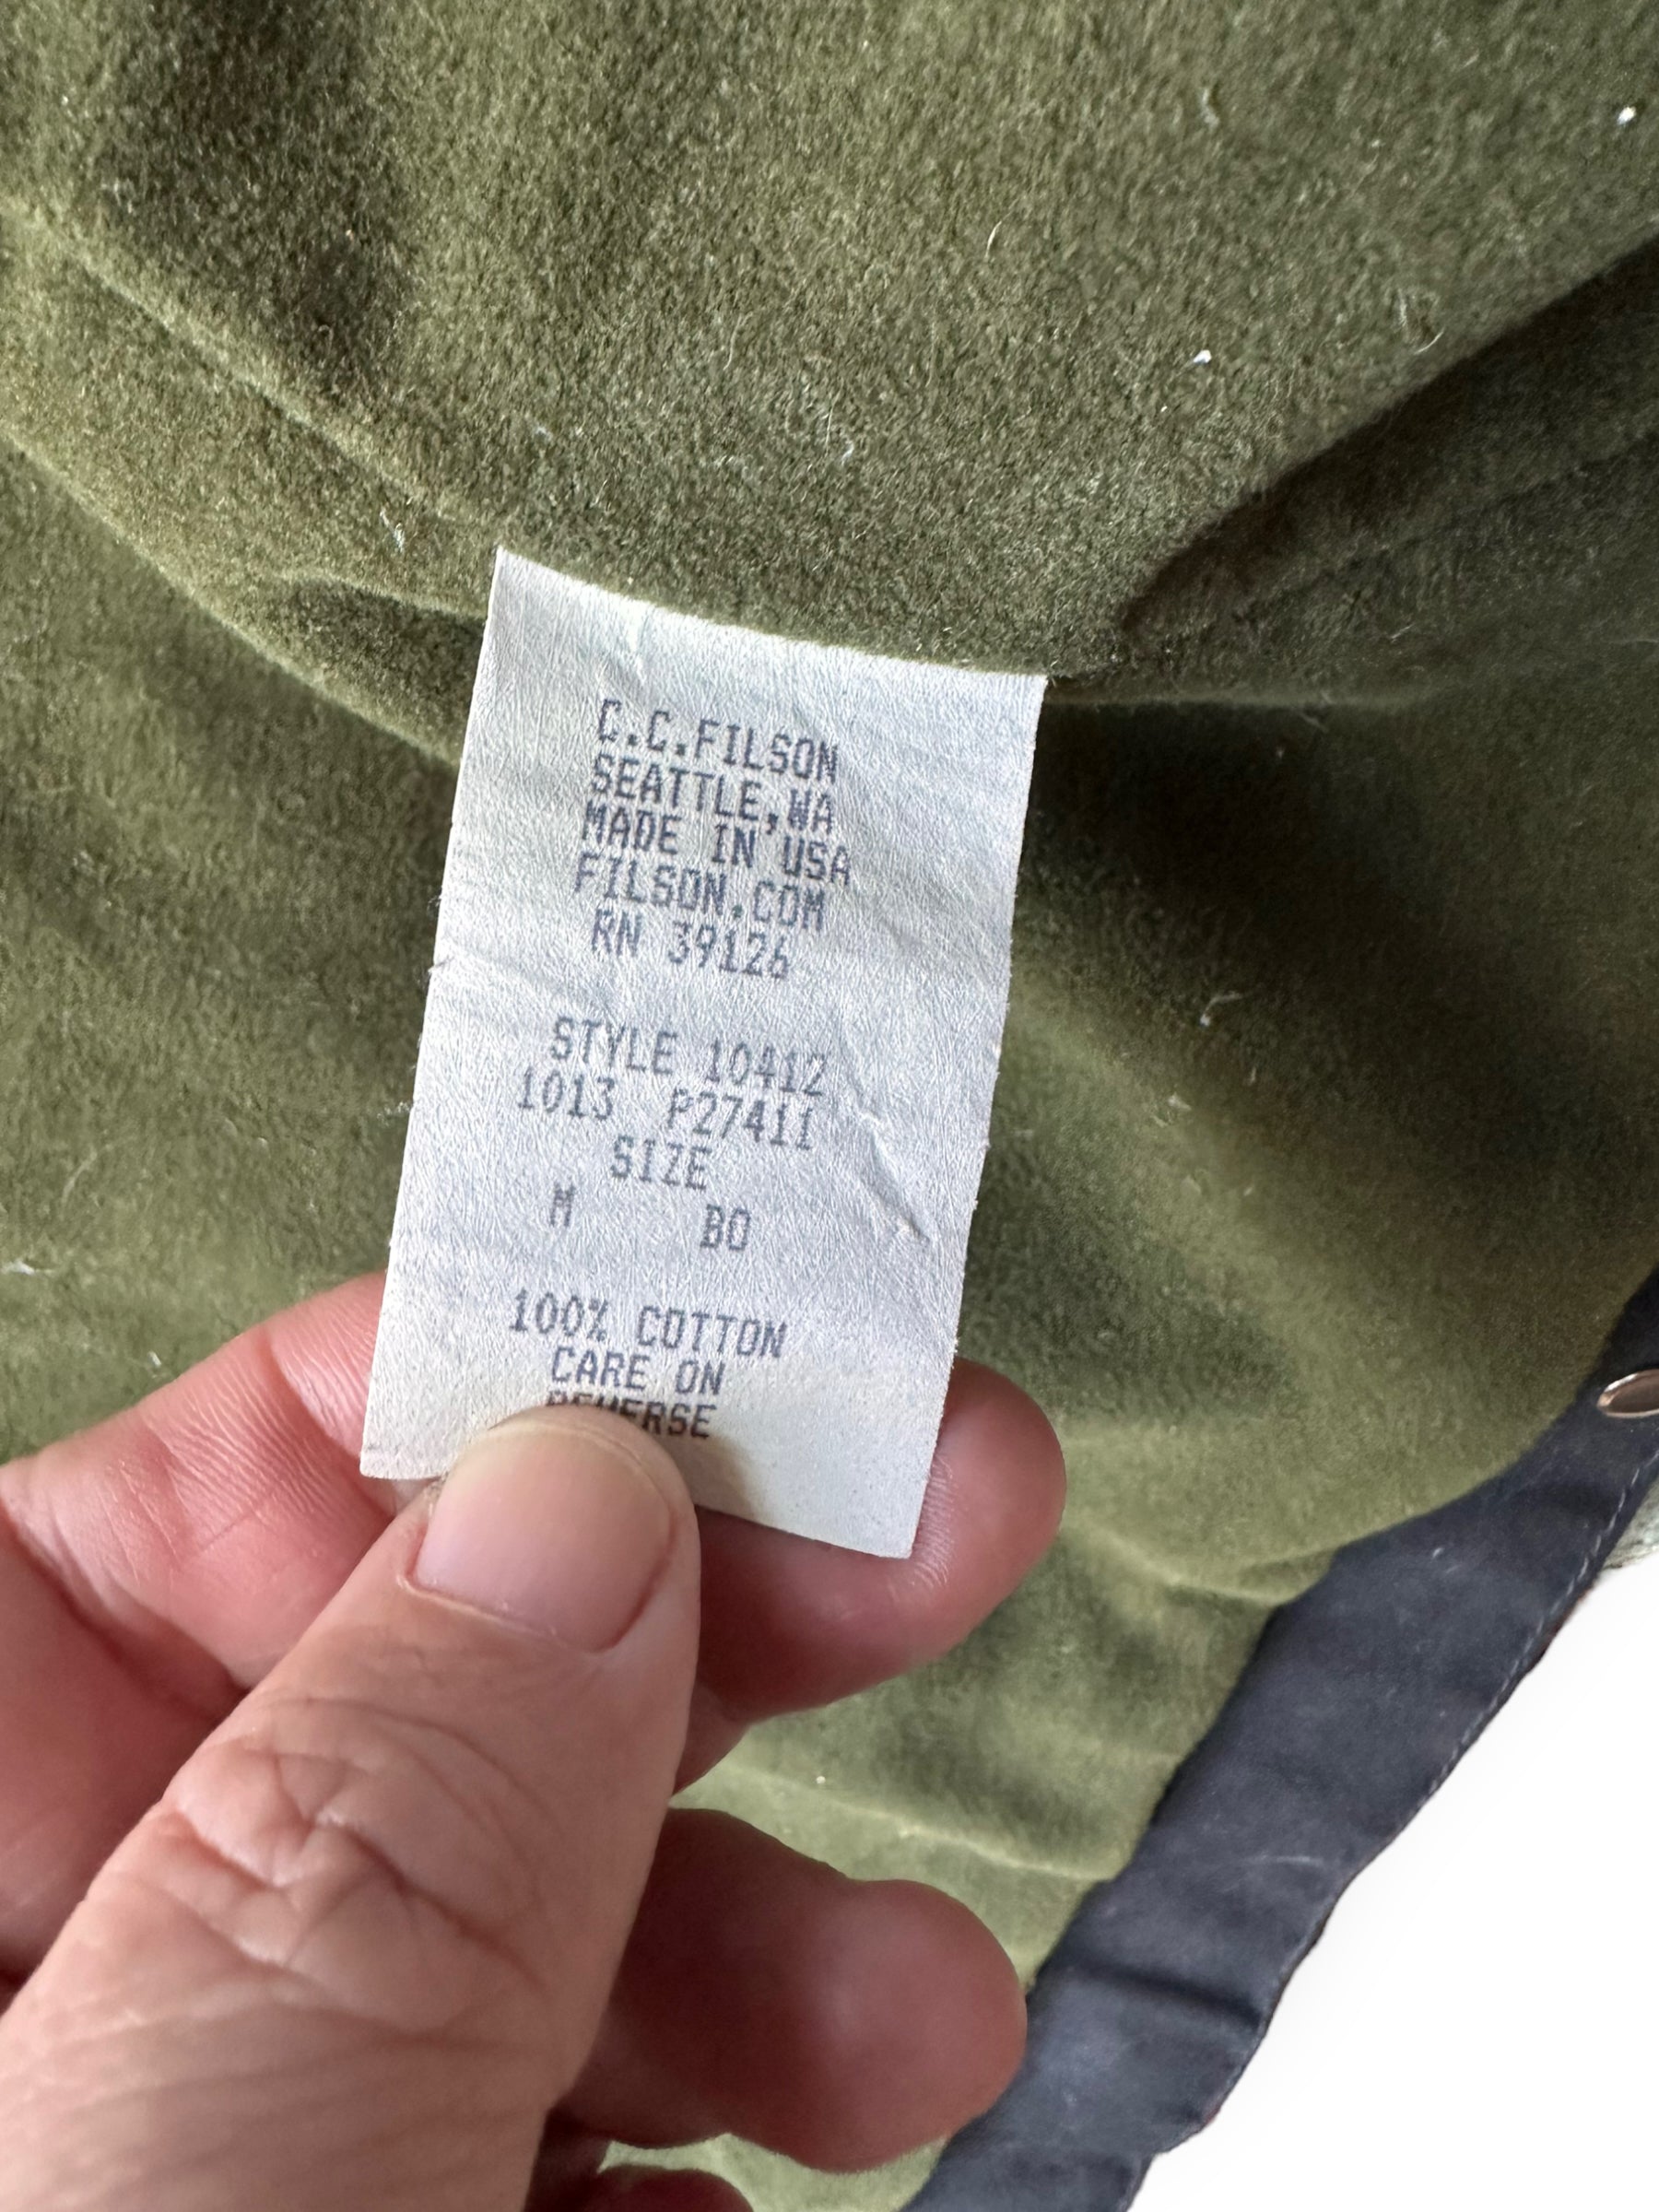 C.C.FILSON
SEATTLE,WA
MADE IN USA
FILSON.COM
RN 39126
STYLE 10412
1013 P27411
SIZE
M BO
100% COTTON
CARE ON
REVERSE